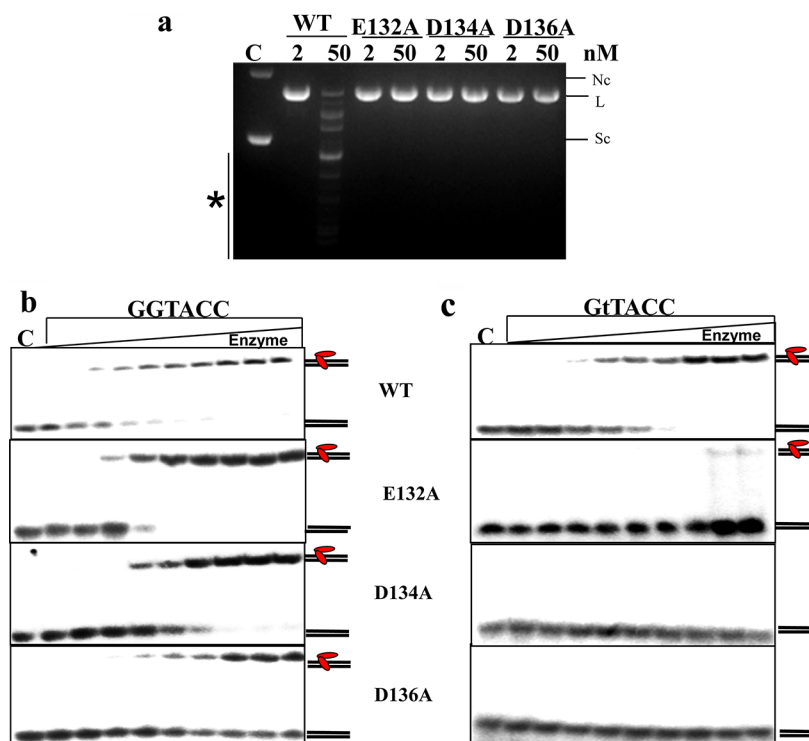 a
WT E132A D134A D136A
C 2 50 2 50 2 50 2 50 nM
Nc
L
Sc
*
b
GGTACC
C Enzyme
c
GtTACC
C Enzyme
WT
E132A
D134A
D136A